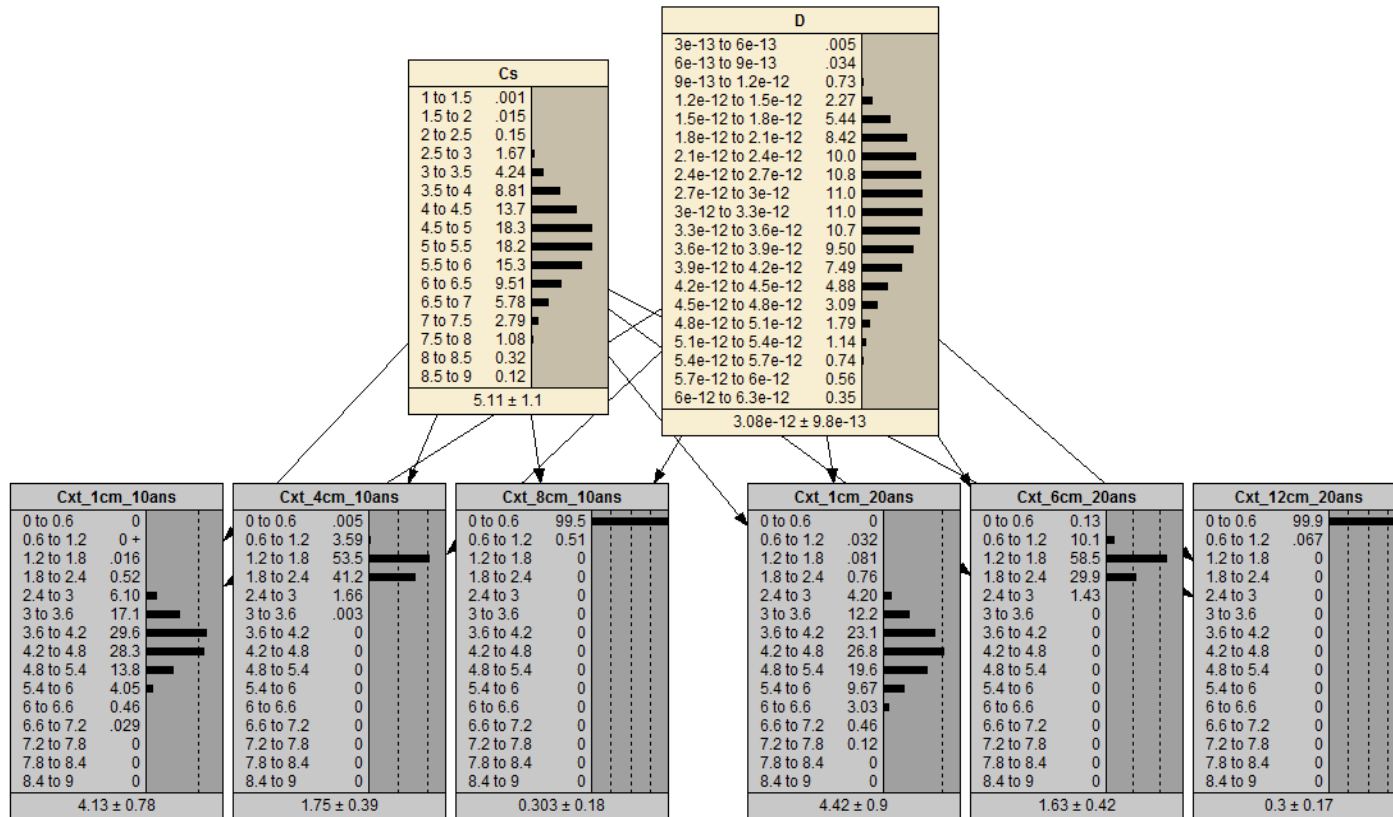 Cs
1 to 1.5 .001
1.5 to 2 .015
2 to 2.5 0.15
2.5 to 3 1.67
3 to 3.5 4.24
3.5 to 4 8.81
4 to 4.5 13.7
4.5 to 5 18.3
5 to 5.5 18.2
5.5 to 6 15.3
6 to 6.5 9.51
6.5 to 7 5.78
7 to 7.5 2.79
7.5 to 8 1.08
8 to 8.5 0.32
8.5 to 9 0.12
5.11 ± 1.1
D
3e-13 to 6e-13 .005
6e-13 to 9e-13 .034
9e-13 to 1.2e-12 0.73
1.2e-12 to 1.5e-12 2.27
1.5e-12 to 1.8e-12 5.44
1.8e-12 to 2.1e-12 8.42
2.1e-12 to 2.4e-12 10.0
2.4e-12 to 2.7e-12 10.8
2.7e-12 to 3e-12 11.0
3e-12 to 3.3e-12 11.0
3.3e-12 to 3.6e-12 10.7
3.6e-12 to 3.9e-12 9.50
3.9e-12 to 4.2e-12 7.49
4.2e-12 to 4.5e-12 4.88
4.5e-12 to 4.8e-12 3.09
4.8e-12 to 5.1e-12 1.79
5.1e-12 to 5.4e-12 1.14
5.4e-12 to 5.7e-12 0.74
5.7e-12 to 6e-12 0.56
6e-12 to 6.3e-12 0.35
3.08e-12 ± 9.8e-13
Cxt_1cm_10ans
0 to 0.6 0
0.6 to 1.2 0 +
1.2 to 1.8 .016
1.8 to 2.4 0.52
2.4 to 3 6.10
3 to 3.6 17.1
3.6 to 4.2 29.6
4.2 to 4.8 28.3
4.8 to 5.4 13.8
5.4 to 6 4.05
6 to 6.6 0.46
6.6 to 7.2 .029
7.2 to 7.8 0
7.8 to 8.4 0
8.4 to 9 0
4.13 ± 0.78
Cxt_4cm_10ans
0 to 0.6 .005
0.6 to 1.2 3.59
1.2 to 1.8 53.5
1.8 to 2.4 41.2
2.4 to 3 1.66
3 to 3.6 .003
3.6 to 4.2 0
4.2 to 4.8 0
4.8 to 5.4 0
5.4 to 6 0
6 to 6.6 0
6.6 to 7.2 0
7.2 to 7.8 0
7.8 to 8.4 0
8.4 to 9 0
1.75 ± 0.39
Cxt_8cm_10ans
0 to 0.6 99.5
0.6 to 1.2 0.51
1.2 to 1.8 0
1.8 to 2.4 0
2.4 to 3 0
3 to 3.6 0
3.6 to 4.2 0
4.2 to 4.8 0
4.8 to 5.4 0
5.4 to 6 0
6 to 6.6 0
6.6 to 7.2 0
7.2 to 7.8 0
7.8 to 8.4 0
8.4 to 9 0
0.303 ± 0.18
Cxt_1cm_20ans
0 to 0.6 0
0.6 to 1.2 .032
1.2 to 1.8 .081
1.8 to 2.4 0.76
2.4 to 3 4.20
3 to 3.6 12.2
3.6 to 4.2 23.1
4.2 to 4.8 26.8
4.8 to 5.4 19.6
5.4 to 6 9.67
6 to 6.6 3.03
6.6 to 7.2 0.46
7.2 to 7.8 0.12
7.8 to 8.4 0
8.4 to 9 0
4.42 ± 0.9
Cxt_6cm_20ans
0 to 0.6 0.13
0.6 to 1.2 10.1
1.2 to 1.8 58.5
1.8 to 2.4 29.9
2.4 to 3 1.43
3 to 3.6 0
3.6 to 4.2 0
4.2 to 4.8 0
4.8 to 5.4 0
5.4 to 6 0
6 to 6.6 0
6.6 to 7.2 0
7.2 to 7.8 0
7.8 to 8.4 0
8.4 to 9 0
1.63 ± 0.42
Cxt_12cm_20ans
0 to 0.6 99.9
0.6 to 1.2 .067
1.2 to 1.8 0
1.8 to 2.4 0
2.4 to 3 0
3 to 3.6 0
3.6 to 4.2 0
4.2 to 4.8 0
4.8 to 5.4 0
5.4 to 6 0
6 to 6.6 0
6.6 to 7.2 0
7.2 to 7.8 0
7.8 to 8.4 0
8.4 to 9 0
0.3 ± 0.17